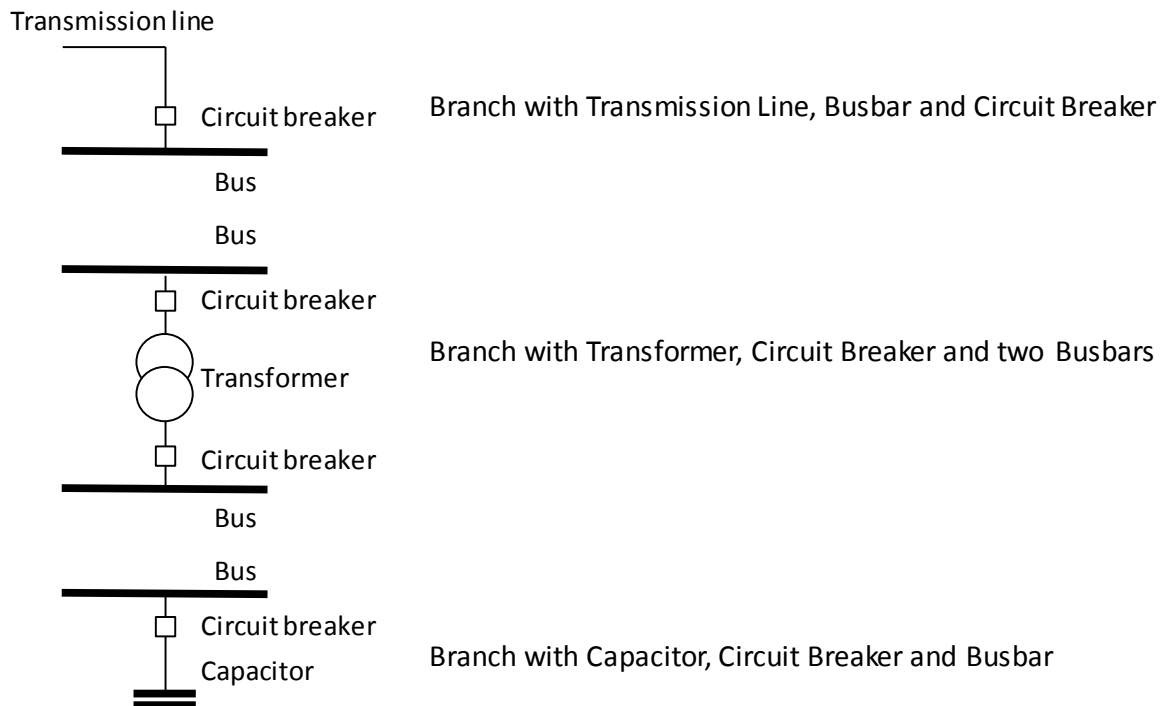 Transmission line
Circuit breaker
Branch with Transmission Line, Busbar and Circuit Breaker
Bus
Bus
Circuit breaker
Branch with Transformer, Circuit Breaker and two Busbars
Transformer
Circuit breaker
Bus
Bus
Circuit breaker
Branch with Capacitor, Circuit Breaker and Busbar
Capacitor